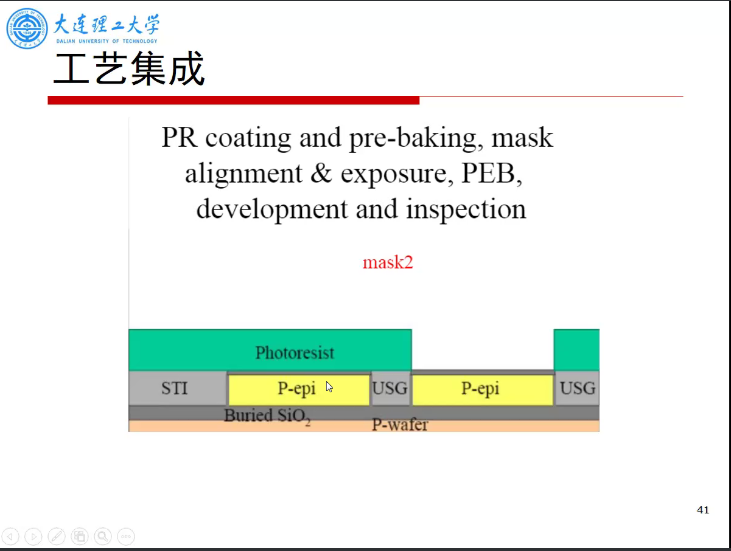 大连理工大学
DALIAN UNIVERSITY OF TECHNOLOGY
工艺集成
PR coating and pre-baking, mask
alignment & exposure, PEB,
development and inspection
mask2
Photoresist
STI
P-epi
USG
P-epi
USG
Buried SiO₂
P-wafer
41